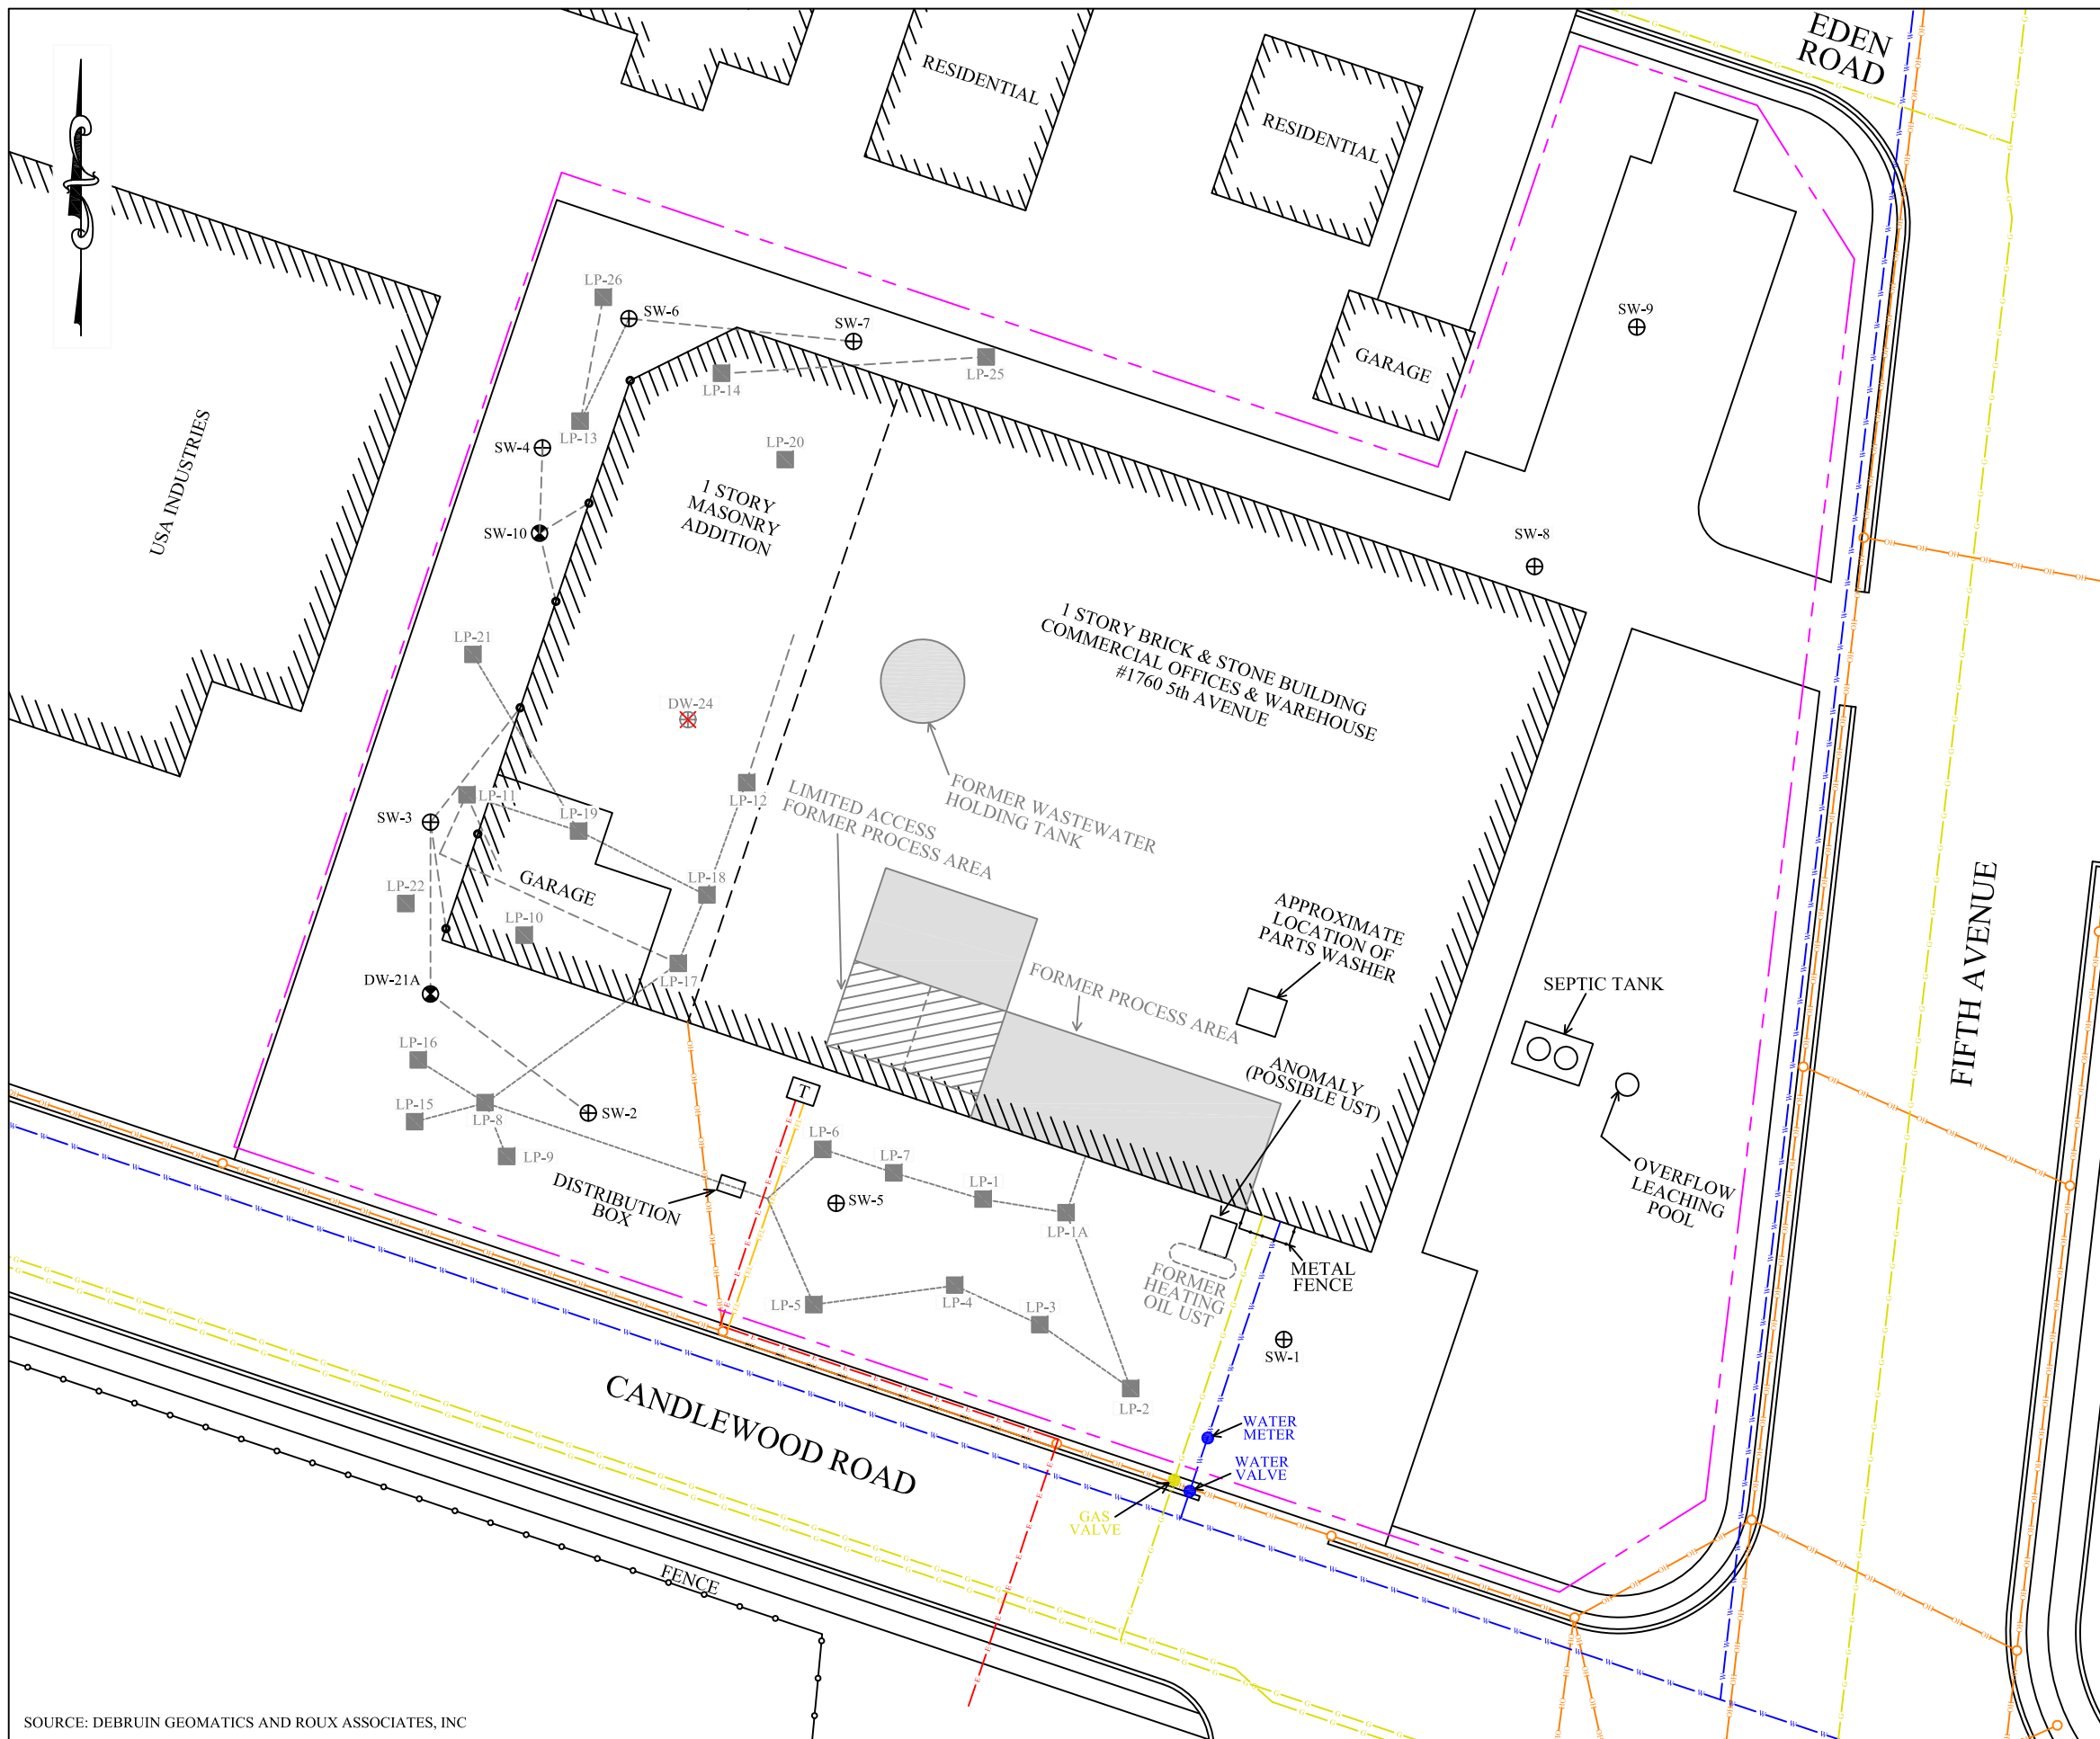 EDEN
ROAD
RESIDENTIAL
RESIDENTIAL
LP-26
SW-6
SW-7
SW-9
LP-14
LP-25
GARAGE
LP-13
SW-4
LP-20
USA INDUSTRIES
1 STORY
MASONRY
ADDITION
SW-10
SW-8
LP-21
1 STORY BRICK & STONE BUILDING
COMMERCIAL OFFICES & WAREHOUSE
#1760 5th AVENUE
DW-24
LP-11
LP-12
SW-3
LP-19
LIMITED ACCESS
FORMER PROCESS AREA
FORMER WASTEWATER
HOLDING TANK
LP-22
GARAGE
LP-18
LP-10
APPROXIMATE
LOCATION OF
PARTS WASHER
DW-21A
LP-17
FORMER PROCESS AREA
SEPTIC TANK
FIFTH AVENUE
LP-16
ANOMALY
(POSSIBLE UST)
T
LP-15
LP-8
SW-2
LP-6
LP-9
LP-7
DISTRIBUTION
BOX
LP-1
SW-5
LP-1A
OVERFLOW
LEACHING
POOL
METAL
FENCE
FORMER
HEATING
OIL UST
LP-5
LP-4
LP-3
SW-1
LP-2
CANDLEWOOD ROAD
WATER
METER
WATER
VALVE
GAS
VALVE
FENCE
SOURCE: DEBRUIN GEOMATICS AND ROUX ASSOCIATES, INC